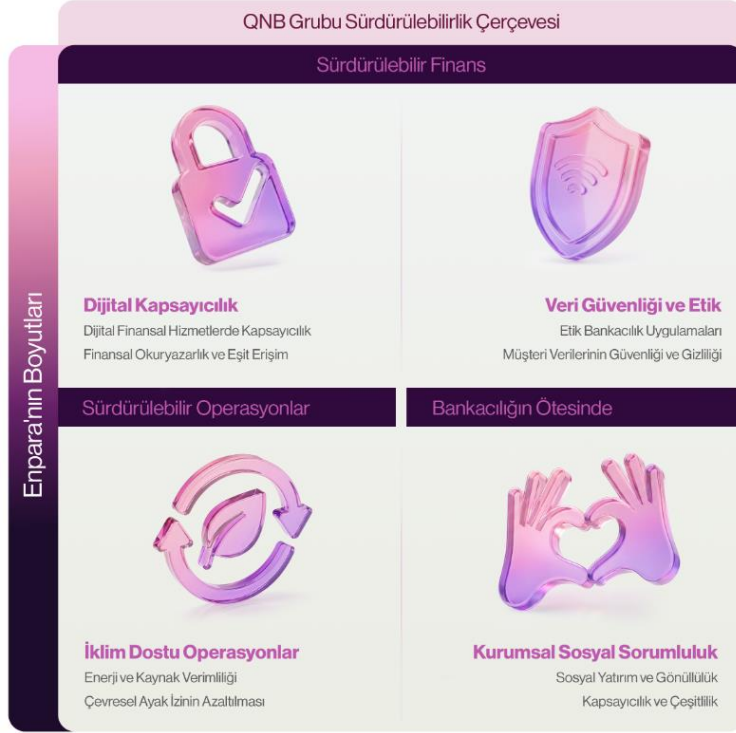 QNB Grubu Sürdürülebilirlik Çerçevesi
Sürdürülebilir Finans
Enpara'nın Boyutları
Dijital Kapsayıcılık
Dijital Finansal Hizmetlerde Kapsayıcılık
Finansal Okuryazarlık ve Eşit Erişim
Veri Güvenliği ve Etik
Etik Bankacılık Uygulamaları
Müşteri Verilerinin Güvenliği ve Gizliliği
Sürdürülebilir Operasyonlar
Bankacılığın Ötesinde
İklim Dostu Operasyonlar
Enerji ve Kaynak Verimliliği
Çevresel Ayak İzinin Azaltılması
Kurumsal Sosyal Sorumluluk
Sosyal Yatırım ve Gönüllülük
Kapsayıcılık ve Çeşitlilik